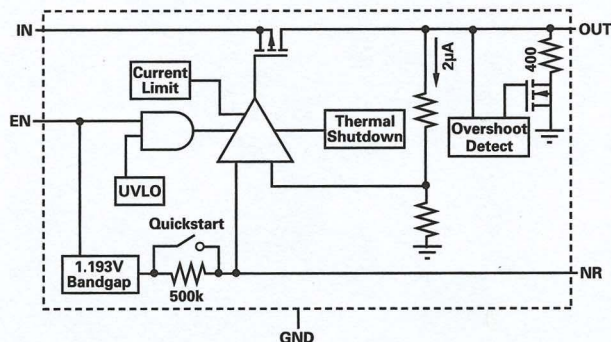 IN
OUT
2µA
400
Current
Limit
EN
Thermal
Shutdown
Overshoot
Detect
UVLO
Quickstart
1.193V
Bandgap
500k
NR
GND